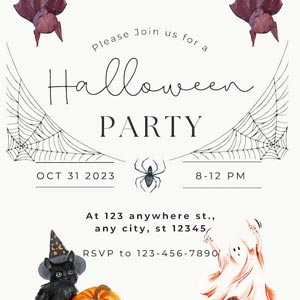 Please Join us for a
Halloween
PARTY
OCT 31 2023
8-12 PM
At 123 anywhere st.,
any city, st 12345
RSVP to 123-456-7890